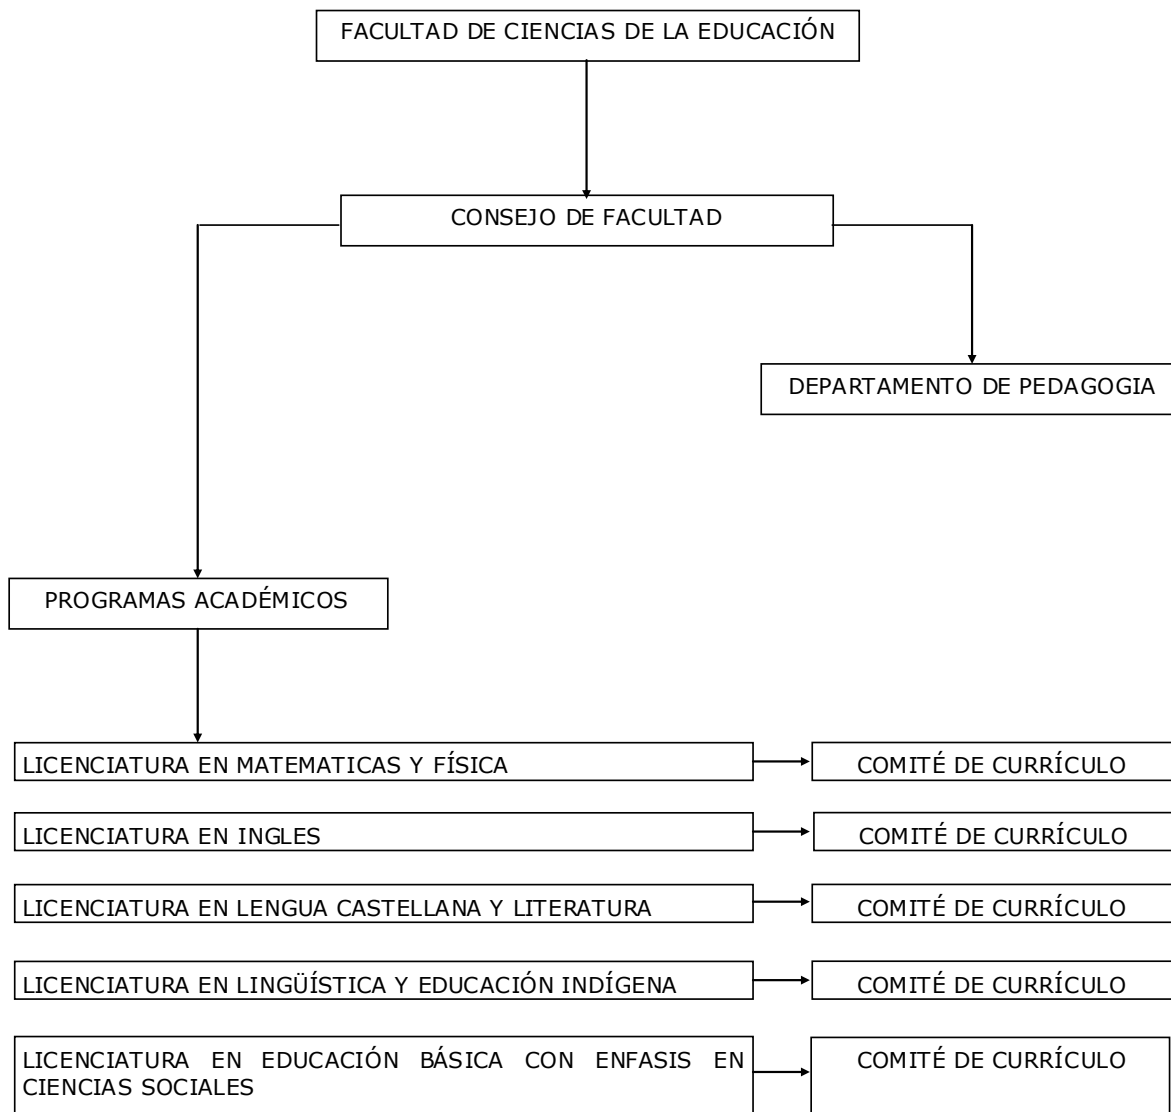 FACULTAD DE CIENCIAS DE LA EDUCACIÓN
CONSEJO DE FACULTAD
DEPARTAMENTO DE PEDAGOGIA
PROGRAMAS ACADÉMICOS
LICENCIATURA EN MATEMATICAS Y FÍSICA
COMITÉ DE CURRÍCULO
LICENCIATURA EN INGLES
COMITÉ DE CURRÍCULO
LICENCIATURA EN LENGUA CASTELLANA Y LITERATURA
COMITÉ DE CURRÍCULO
LICENCIATURA EN LINGÜÍSTICA Y EDUCACIÓN INDÍGENA
COMITÉ DE CURRÍCULO
LICENCIATURA EN EDUCACIÓN BÁSICA CON ENFASIS EN
CIENCIAS SOCIALES
COMITÉ DE CURRÍCULO